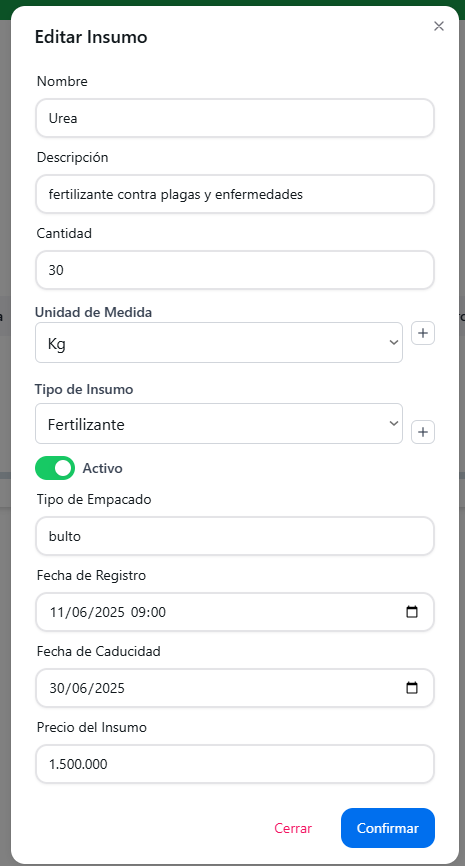 Editar Insumo
Nombre
Urea
Descripción
fertilizante contra plagas y enfermedades
Cantidad
30
Unidad de Medida
Kg
Tipo de Insumo
Fertilizante
Activo
Tipo de Empacado
bulto
Fecha de Registro
11/06/2025 09:00
Fecha de Caducidad
30/06/2025
Precio del Insumo
1.500.000
Cerrar
Confirmar